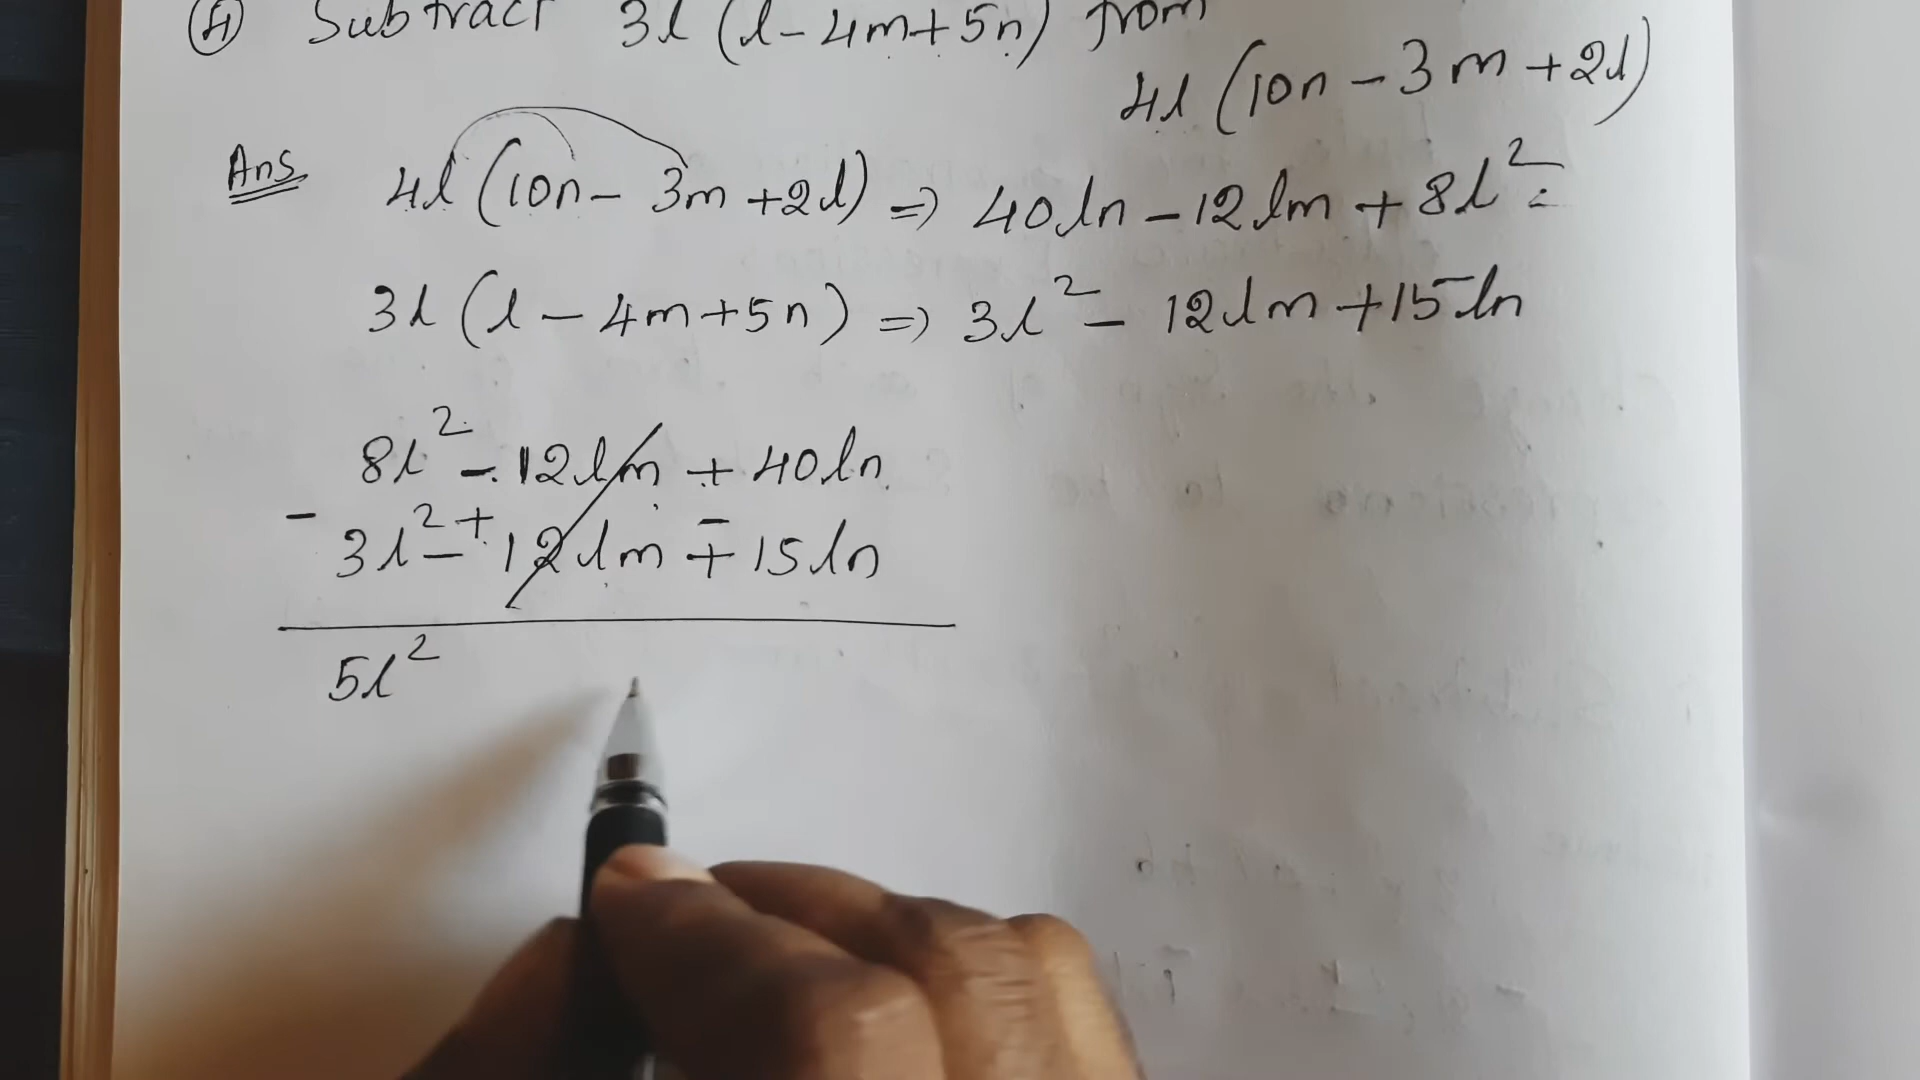 ④ Subtract 3l (l - 4m + 5n) from
4l (10n - 3m + 2l)
Ans 4l (10n - 3m + 2l) ⇒ 40ln - 12lm + 8l²
3l (l - 4m + 5n) ⇒ 3l² - 12lm + 15ln
8l² - 12lm + 40ln
- 3l² - + 12lm + - 15ln
5l²